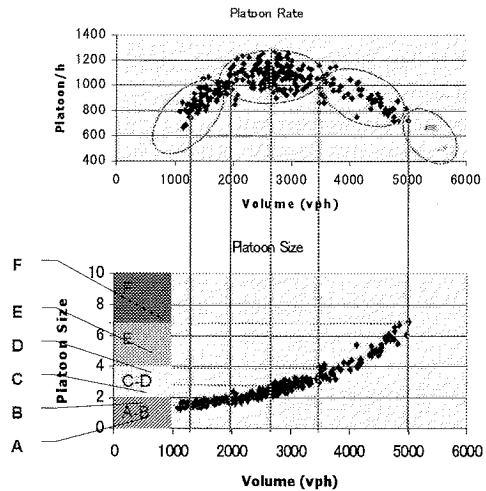 Platoon Rate
Platoon/h
1400
1200
1000
800
600
400
0 1000 2000 3000 4000 5000 6000
Volume (vph)
Platoon Size
Platoon Size
10
8
6
4
2
0
F
E
D
C
B
A
F
E
C-D
A-B
0 1000 2000 3000 4000 5000 6000
Volume (vph)